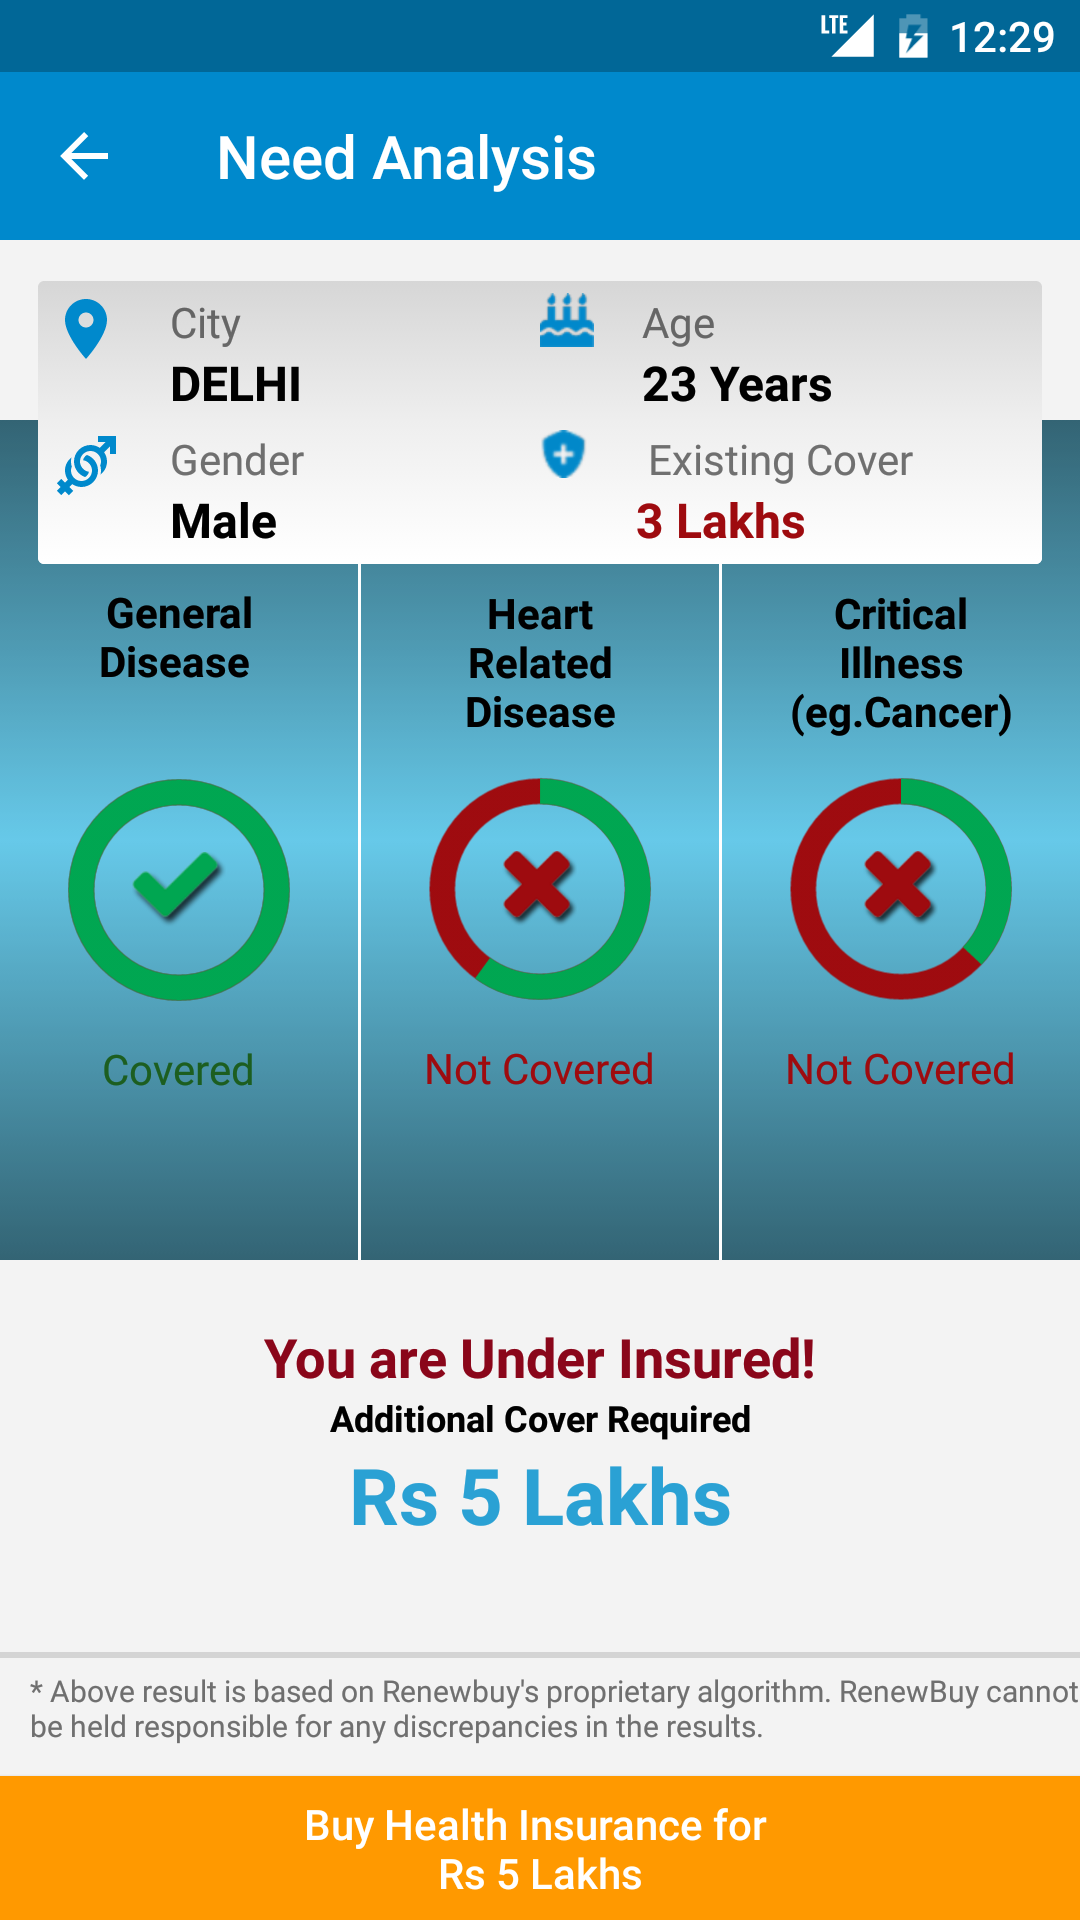 LTE 12:29
Need Analysis
City
DELHI
Age
23 Years
Gender
Male
Existing Cover
3 Lakhs
General
Disease
Covered
Heart
Related
Disease
Not Covered
Critical
Illness
(eg.Cancer)
Not Covered
You are Under Insured!
Additional Cover Required
Rs 5 Lakhs
* Above result is based on Renewbuy's proprietary algorithm. RenewBuy cannot
be held responsible for any discrepancies in the results.
Buy Health Insurance for
Rs 5 Lakhs